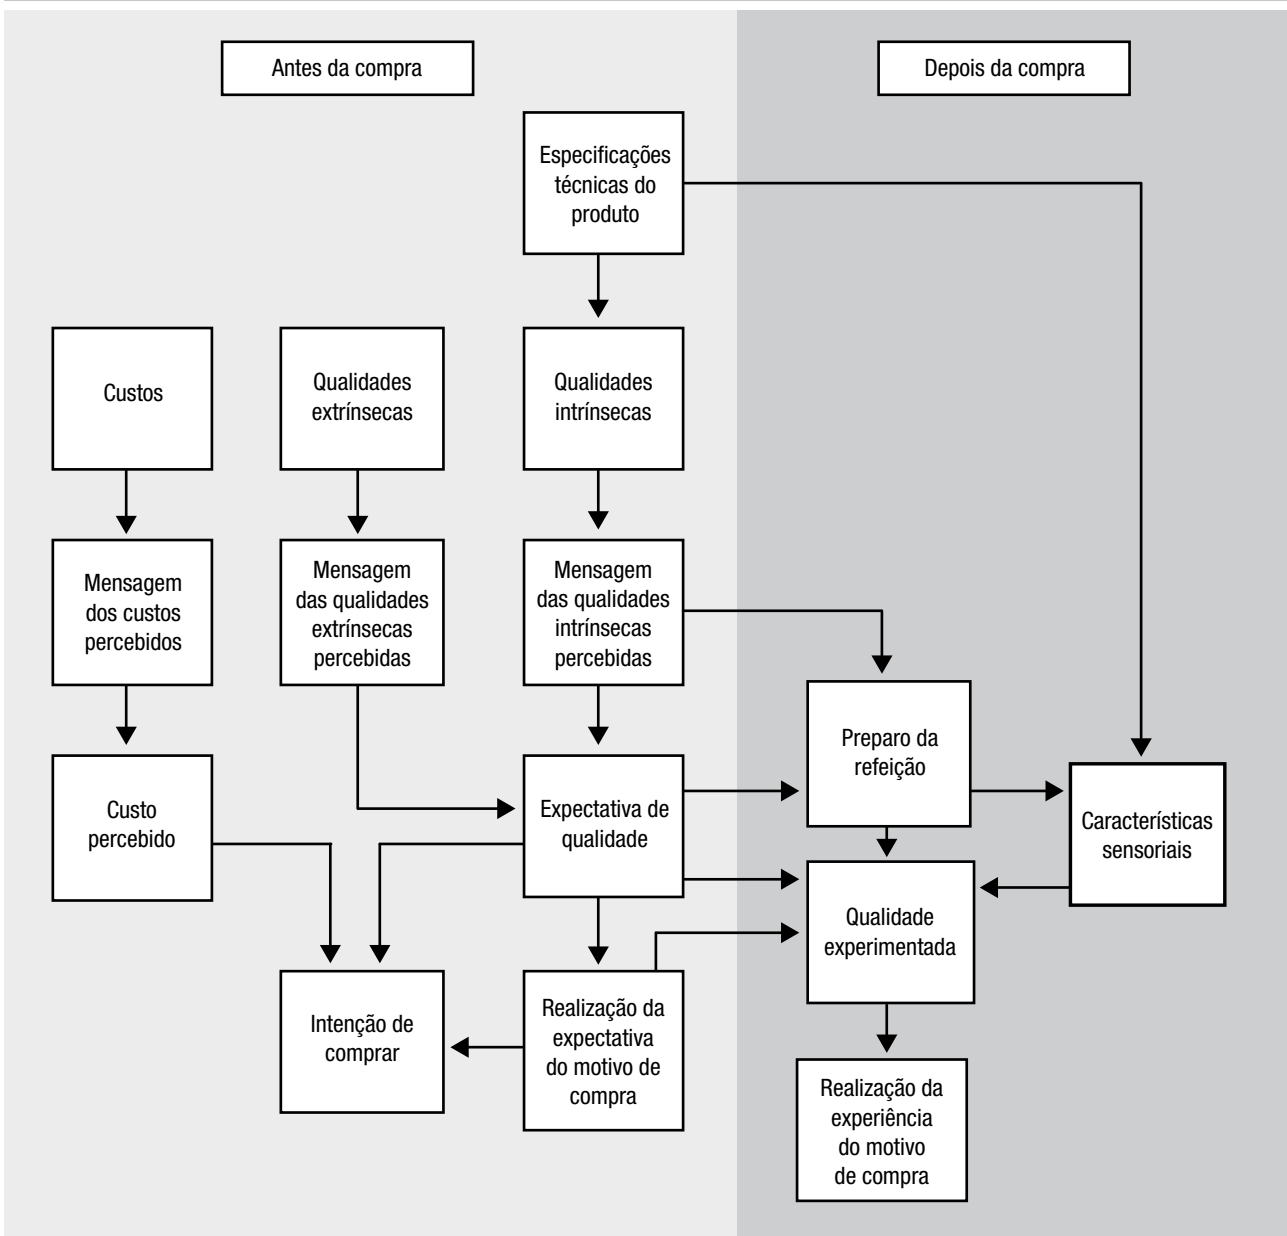 Antes da compra
Depois da compra
Especificações
técnicas do
produto
Custos
Qualidades
extrínsecas
Qualidades
intrínsecas
Mensagem
dos custos
percebidos
Mensagem
das qualidades
extrínsecas
percebidas
Mensagem
das qualidades
intrínsecas
percebidas
Preparo da
refeição
Custo
percebido
Expectativa de
qualidade
Características
sensoriais
Qualidade
experimentada
Intenção de
comprar
Realização da
expectativa
do motivo de
compra
Realização da
experiência
do motivo
de compra